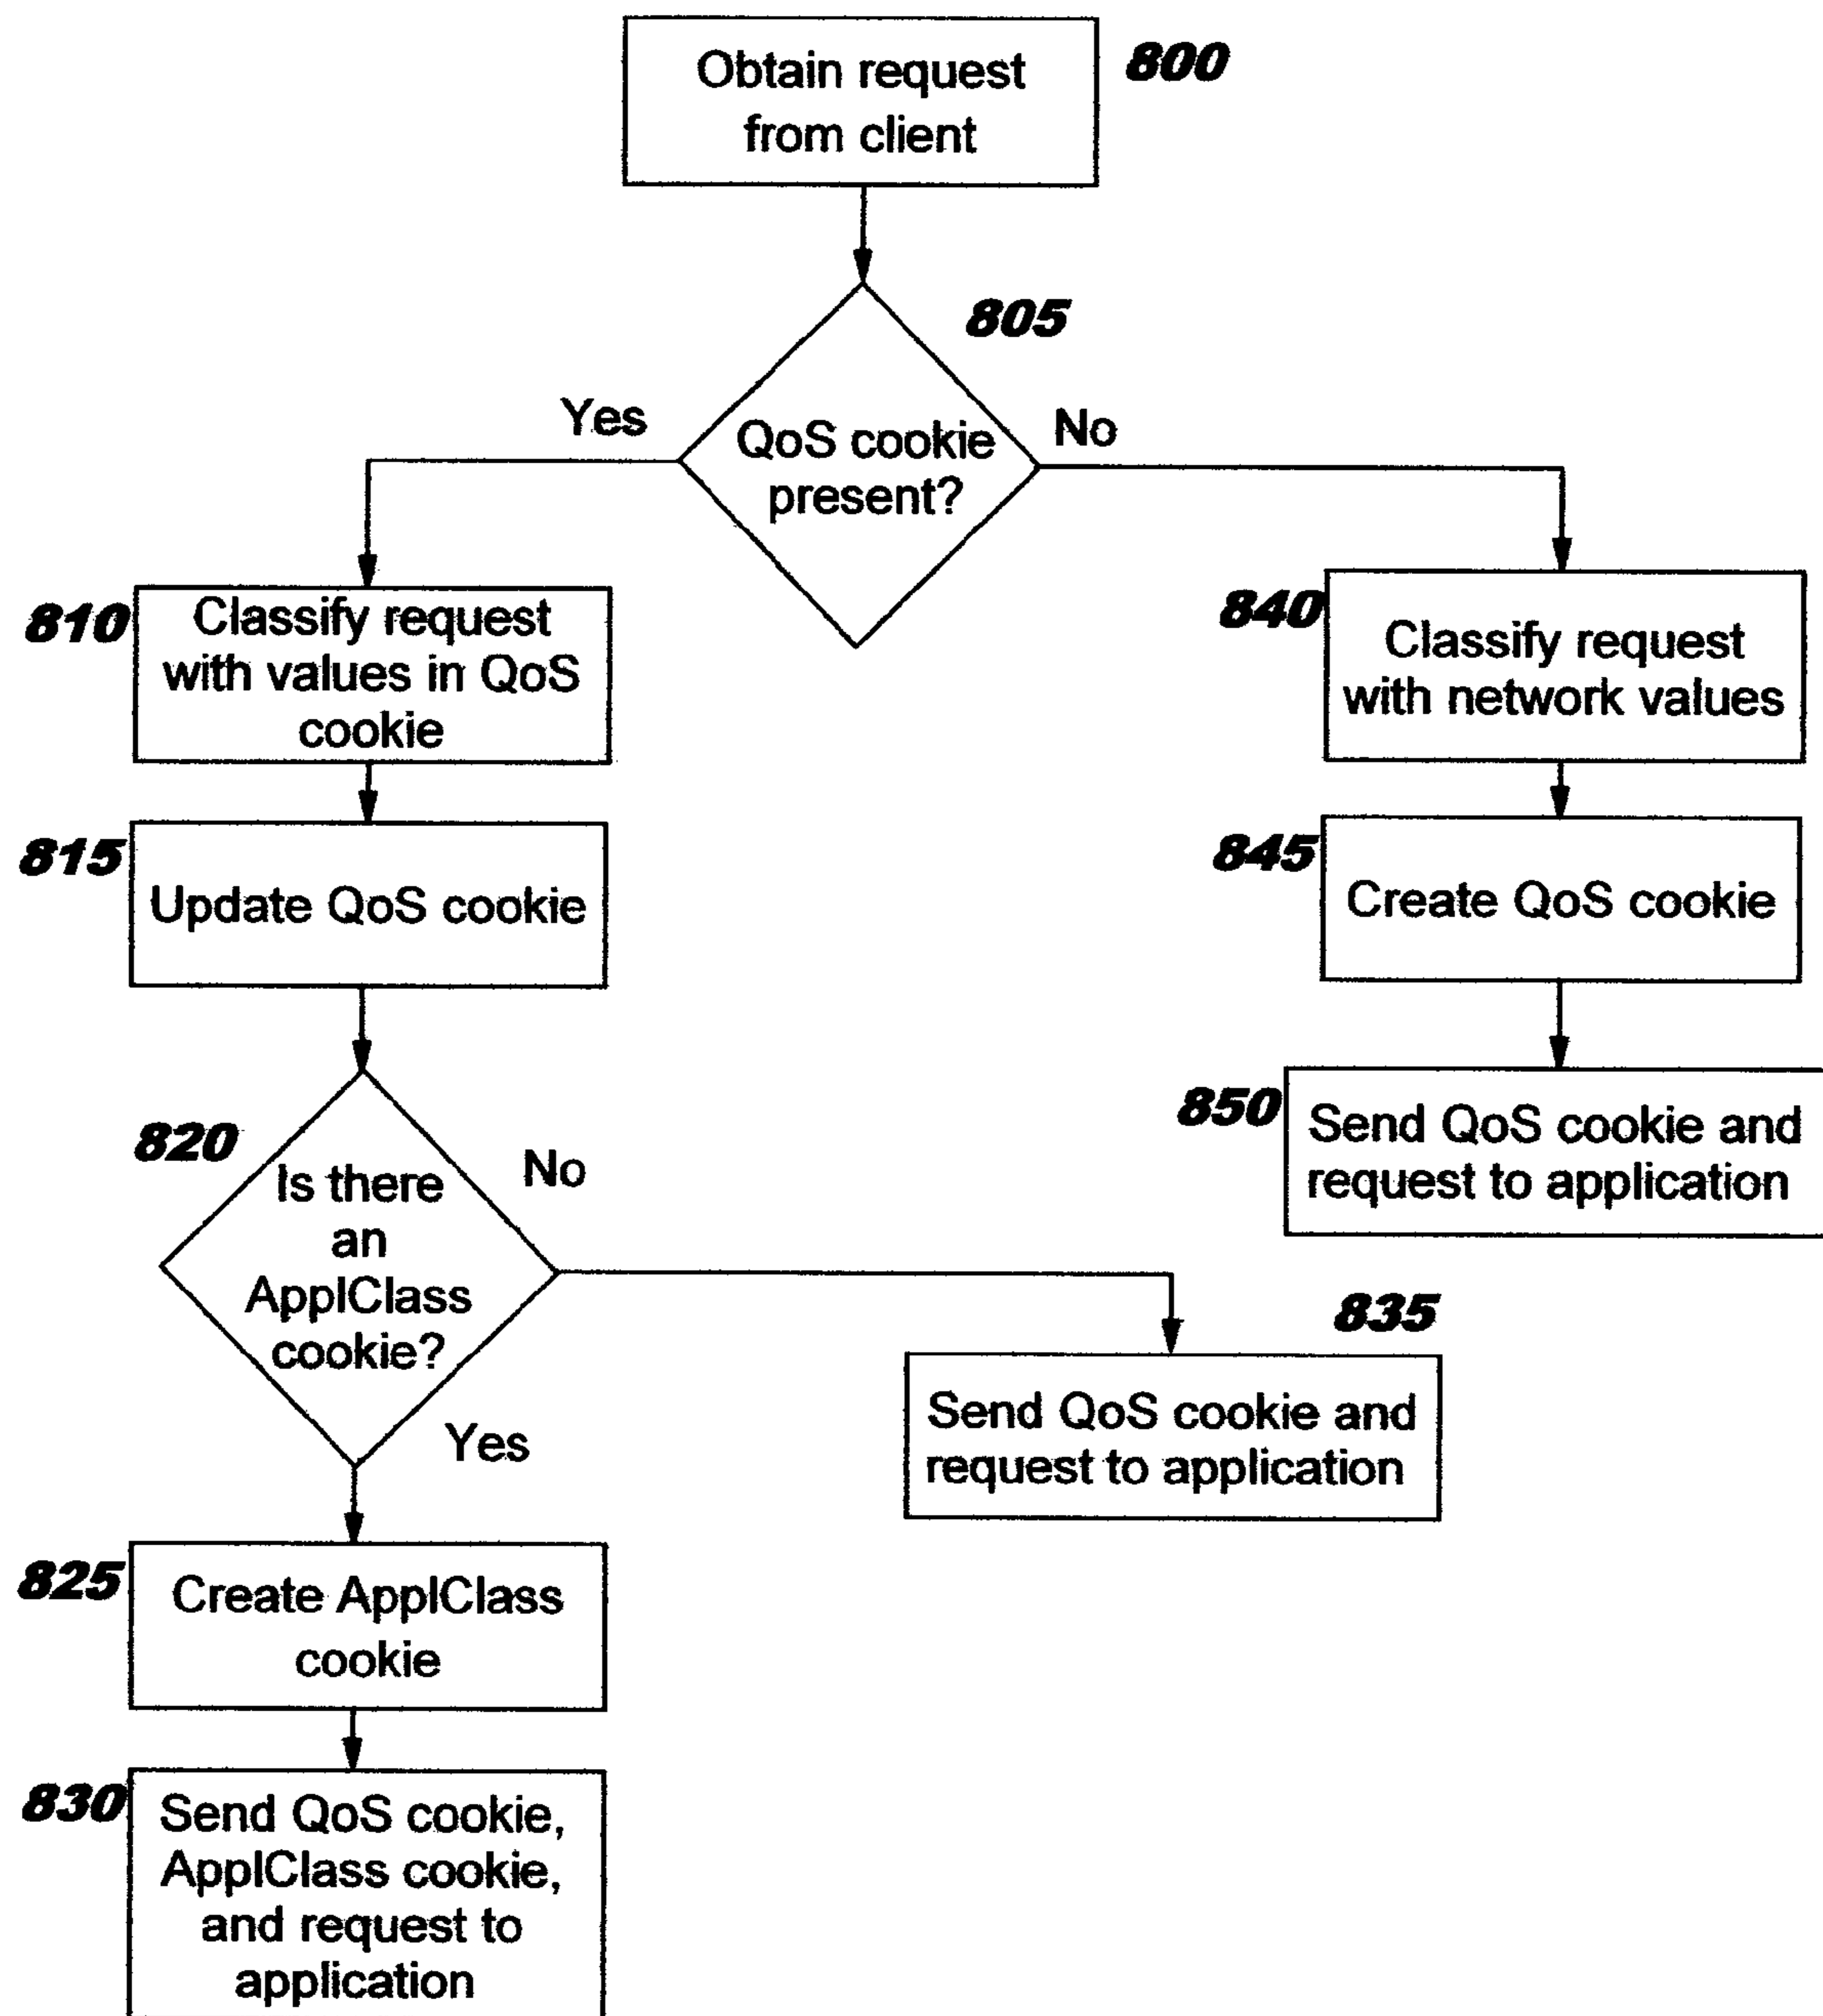 Obtain request
from client
800
805
Yes
QoS cookie
present?
No
810
Classify request
with values in QoS
cookie
840
Classify request
with network values
815
Update QoS cookie
845
Create QoS cookie
850
Send QoS cookie and
request to application
820
Is there
an
ApplClass
cookie?
No
Yes
835
Send QoS cookie and
request to application
825
Create ApplClass
cookie
830
Send QoS cookie,
ApplClass cookie,
and request to
application